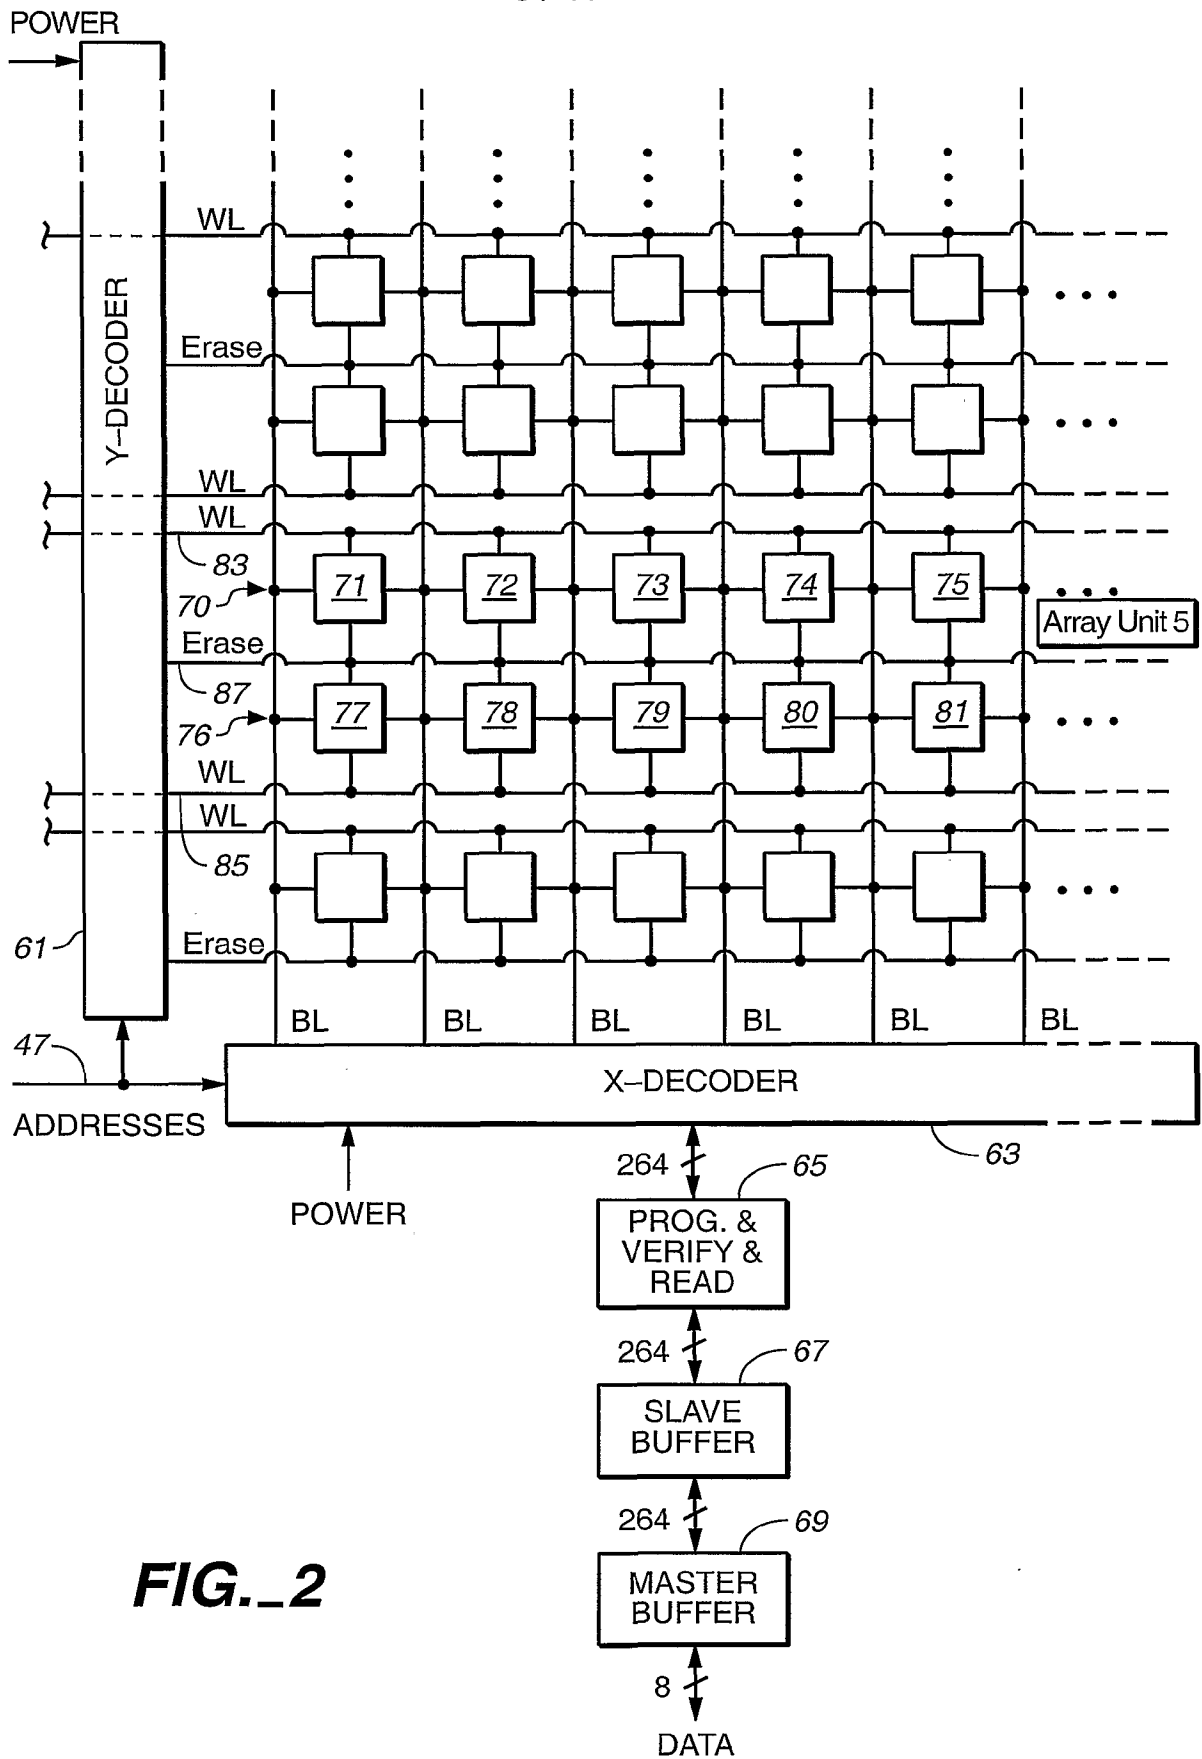 POWER
WL
Y-DECODER
Erase
WL
WL
83
71 72 73 74 75
70
Array Unit 5
Erase
87
77 78 79 80 81
76
WL
WL
85
61
Erase
BL BL BL BL BL BL
47
X-DECODER
ADDRESSES
63
POWER
264
65
PROG. &
VERIFY &
READ
264
67
SLAVE
BUFFER
264
69
MASTER
BUFFER
FIG._2
8
DATA